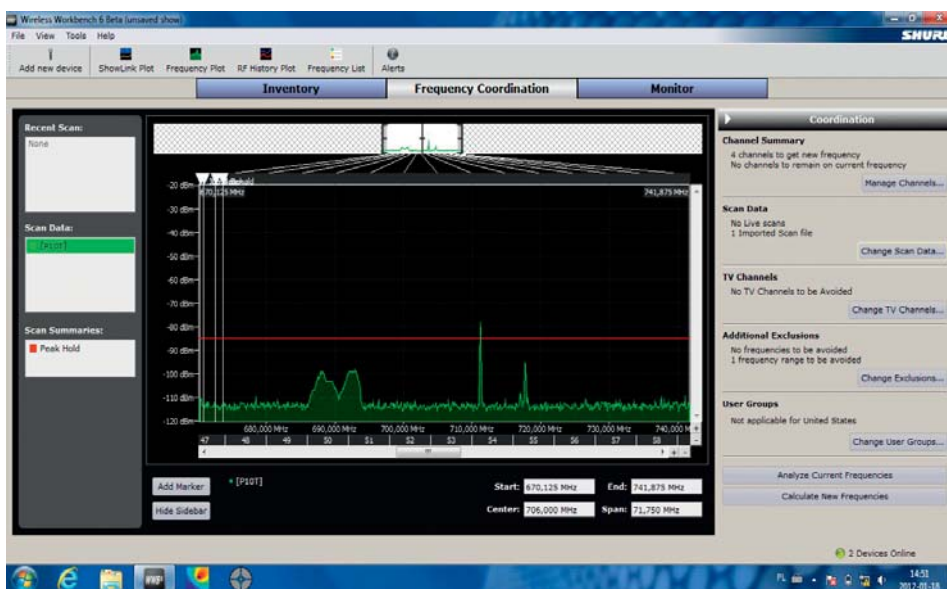 Wireless Workbench 6 Beta (unsaved show)
File View Tools Help
SHURE
Add new device ShowLink Plot Frequency Plot RF History Plot Frequency List Alerts
Inventory Frequency Coordination Monitor
Recent Scan:
None
Scan Data:
[P10T]
Scan Summaries:
Peak Hold
670,125 MHz 741,875 MHz
-20 dBm
-30 dBm
-40 dBm
-50 dBm
-60 dBm
-70 dBm
-80 dBm
-90 dBm
-100 dBm
-110 dBm
-120 dBm
680,000 MHz 690,000 MHz 700,000 MHz 710,000 MHz 720,000 MHz 730,000 MHz 740,000 M
47 48 49 50 51 52 53 54 55 56 57 58
Add Marker [P10T] Start: 670,125 MHz End: 741,875 MHz
Hide Sidebar Center: 706,000 MHz Span: 71,750 MHz
Coordination
Channel Summary
4 channels to get new frequency
No channels to remain on current frequency
Manage Channels...
Scan Data
No Live scans
1 Imported Scan file
Change Scan Data...
TV Channels
No TV Channels to be Avoided
Change TV Channels...
Additional Exclusions
No frequencies to be avoided
1 frequency range to be avoided
Change Exclusions...
User Groups
Not applicable for United States
Change User Groups...
Analyze Current Frequencies
Calculate New Frequencies
2 Devices Online
WWB
PL 14:51
2012-01-18